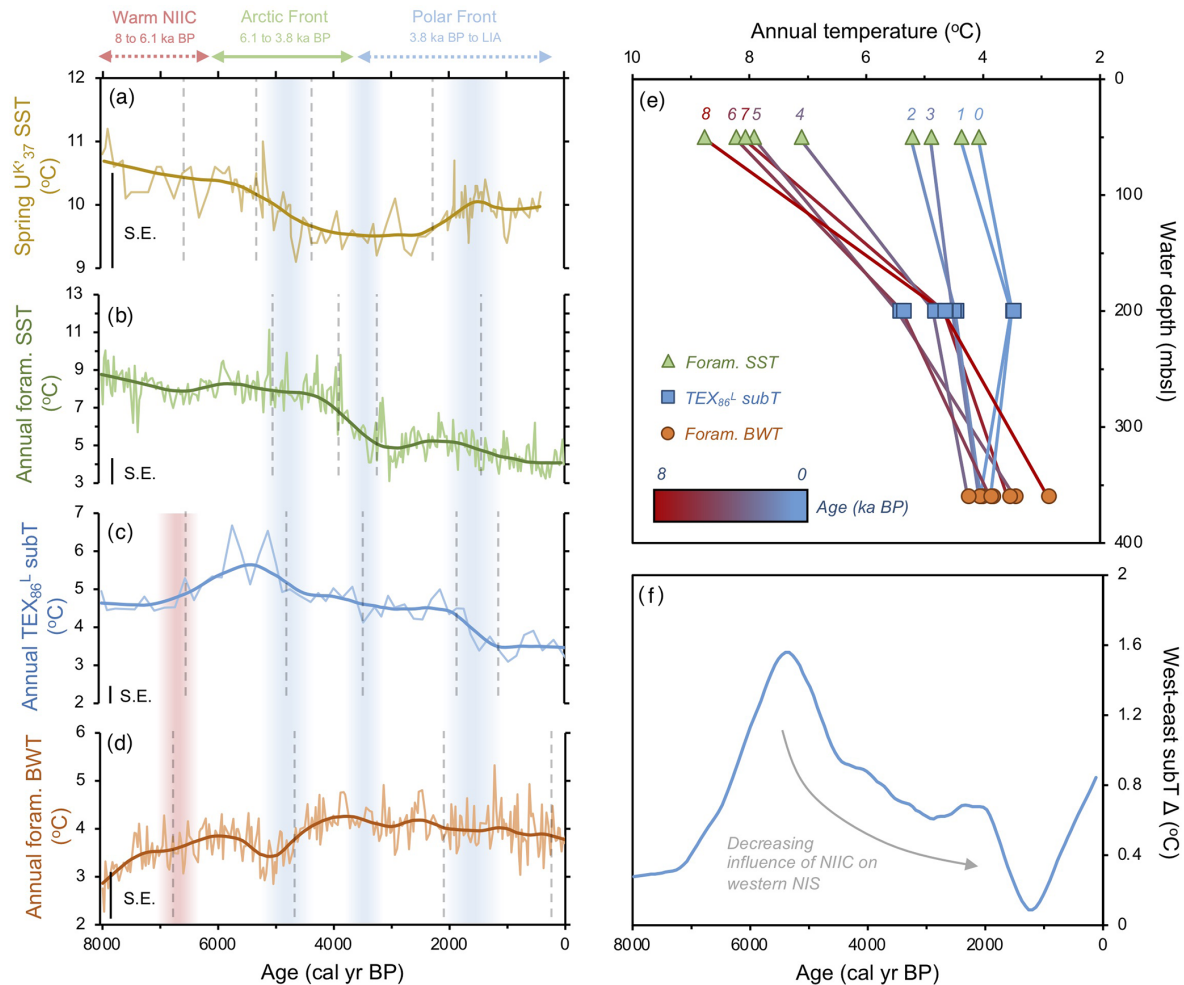 Warm NIIC
8 to 6.1 ka BP
Arctic Front
6.1 to 3.8 ka BP
Polar Front
3.8 ka BP to LIA
(a)
Spring UK'37 SST
(oC)
12
11
10
9
S.E.
(b)
Annual foram. SST
(oC)
13
11
9
7
5
3
S.E.
(c)
Annual TEX86L subT
(oC)
7
6
5
4
3
2
S.E.
(d)
Annual foram. BWT
(oC)
6
5
4
3
2
S.E.
8000 6000 4000 2000 0
Age (cal yr BP)
Annual temperature (oC)
10 8 6 4 2
(e)
8 6 7 5 4 2 3 1 0
0
100
200
300
400
Water depth (mbsl)
Foram. SST
TEX86L subT
Foram. BWT
8 0
Age (ka BP)
(f)
2
1.6
1.2
0.8
0.4
0
West-east subT Δ (oC)
Decreasing
influence of NIIC on
western NIS
8000 6000 4000 2000 0
Age (cal yr BP)